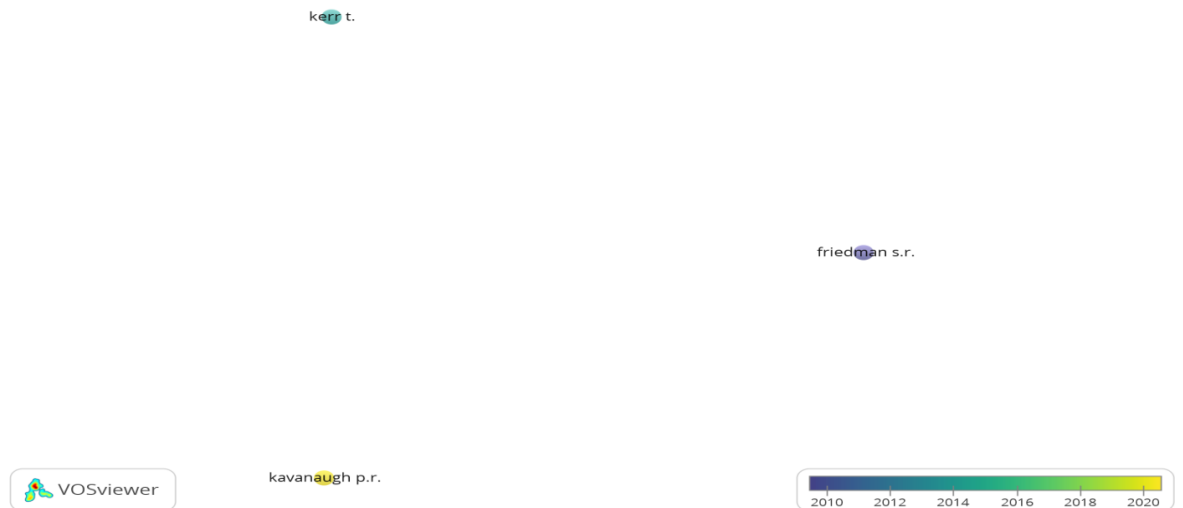 kerr t.
friedman s.r.
kavanaugh p.r.
VOSviewer
2010 2012 2014 2016 2018 2020